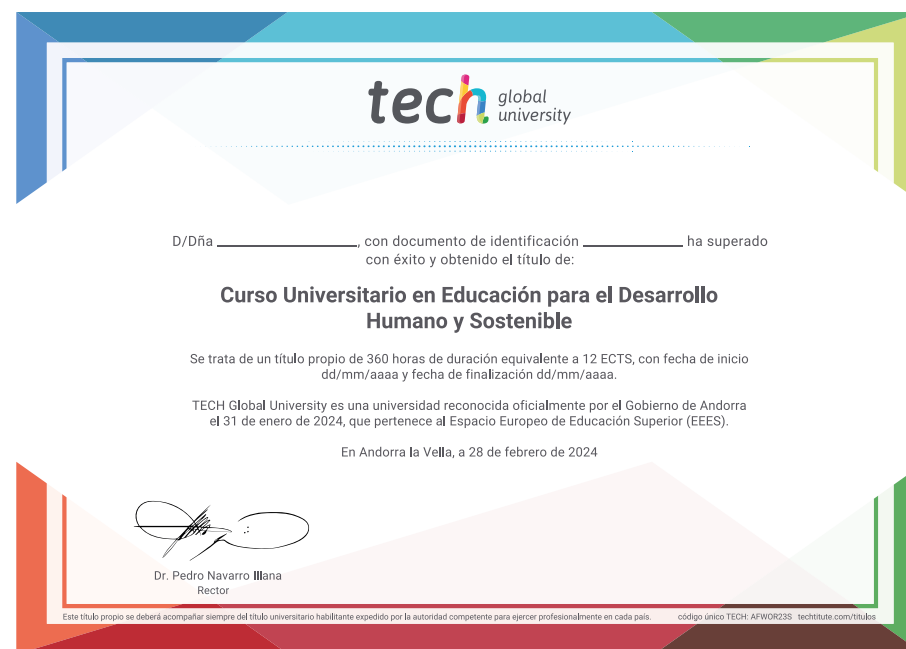 tech global university
D/Dña ______________, con documento de identificación __________ ha superado
con éxito y obtenido el título de:
Curso Universitario en Educación para el Desarrollo
Humano y Sostenible
Se trata de un título propio de 360 horas de duración equivalente a 12 ECTS, con fecha de inicio
dd/mm/aaaa y fecha de finalización dd/mm/aaaa.
TECH Global University es una universidad reconocida oficialmente por el Gobierno de Andorra
el 31 de enero de 2024, que pertenece al Espacio Europeo de Educación Superior (EEES).
En Andorra la Vella, a 28 de febrero de 2024
Dr. Pedro Navarro Illana
Rector
Este título propio se deberá acompañar siempre del título universitario habilitante expedido por la autoridad competente para ejercer profesionalmente en cada país. código único TECH: AFWOR23S techtitute.com/titulos